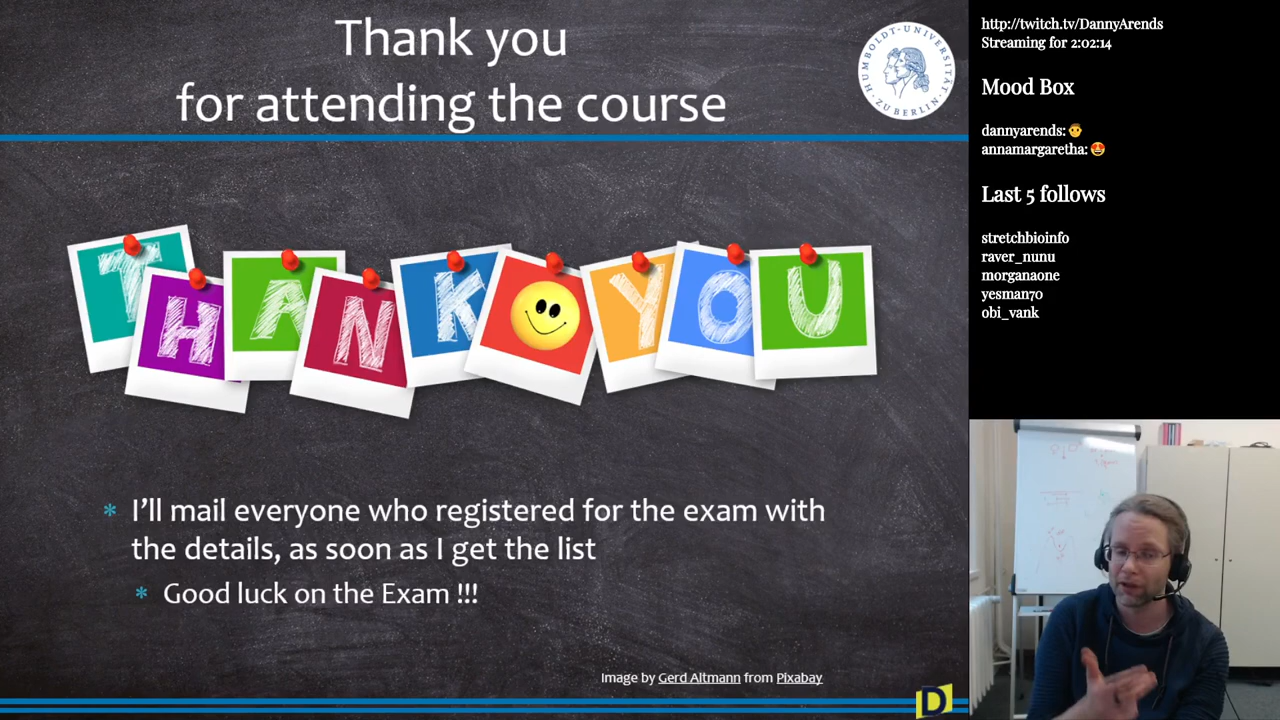 Thank you
for attending the course
HUMBOLDT-UNIVERSITÄT
ZU BERLIN
THANK YOU
* I’ll mail everyone who registered for the exam with
the details, as soon as I get the list
* Good luck on the Exam !!!
Image by Gerd Altmann from Pixabay
D
http://twitch.tv/DannyArends
Streaming for 2:02:14
Mood Box
dannyarends: 👨
annamargaretha: 😍
Last 5 follows
stretchbioinfo
raver_nunu
morganaone
yesman70
obi_vank